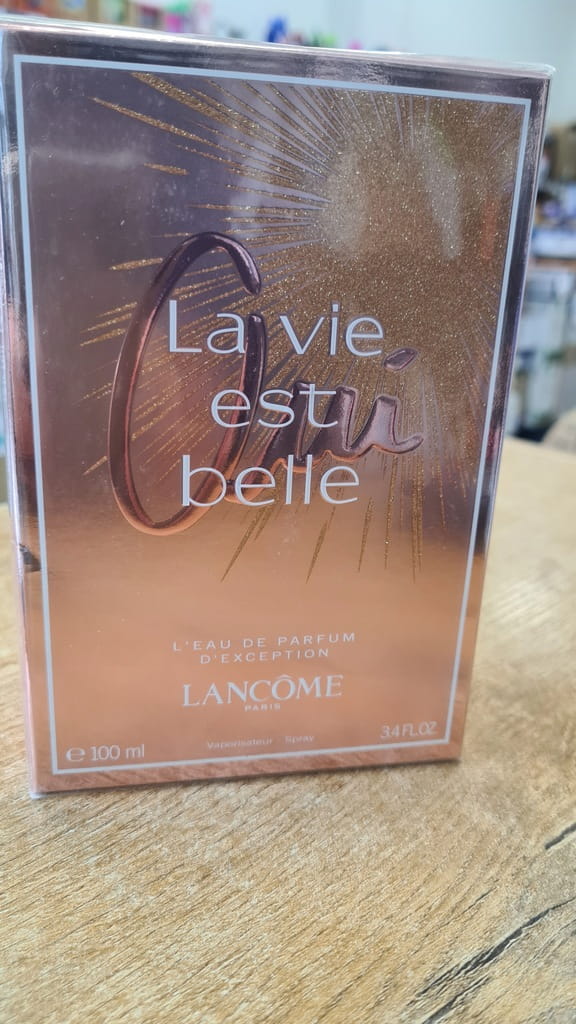 La vie
est
Oui
belle
L'EAU DE PARFUM
D'EXCEPTION
LANCÔME
PARIS
Vaporisateur - Spray
e 100 ml
3.4 FL.OZ